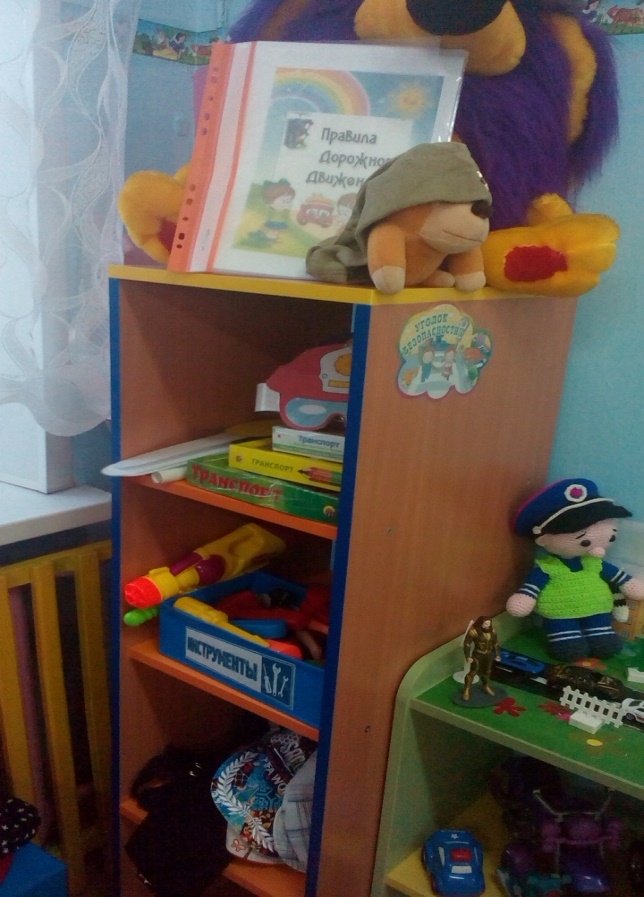 Правила
Дорожно
Движен
УГОЛОК
БЕЗОПАСНОСТИ
Транспорт
ТРАНСПОРТ
ТРАНСПОРТ
ИНСТРУМЕНТЫ